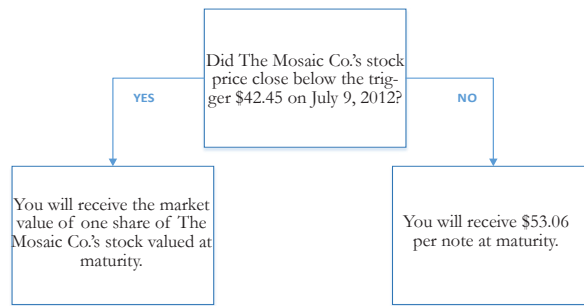 Did The Mosaic Co.'s stock
price close below the trig-
ger $42.45 on July 9, 2012?
YES
NO
You will receive the market
value of one share of The
Mosaic Co.'s stock valued at
maturity.
You will receive $53.06
per note at maturity.